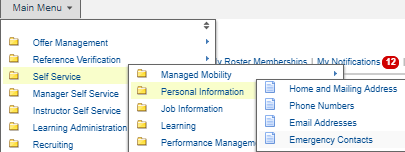 Main Menu
Offer Management
Reference Verification
Self Service
Manager Self Service
Instructor Self Service
Learning Administration
Recruiting
Roster Memberships | My Notifications 12
Managed Mobility
Personal Information
Job Information
Learning
Performance
Home and Mailing Address
Phone Numbers
Email Addresses
Emergency Contacts